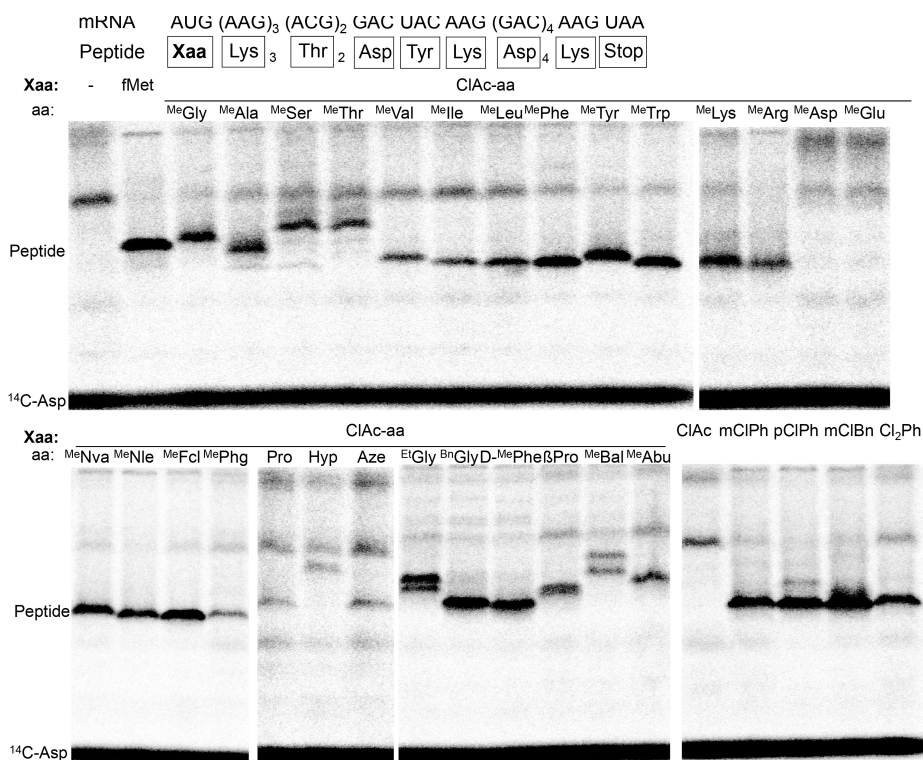 mRNA AUG (AAG)3 (ACG)2 GAC UAC AAG (GAC)4 AAG UAA
Peptide Xaa Lys 3 Thr 2 Asp Tyr Lys Asp 4 Lys Stop
Xaa: - fMet ClAc-aa
aa: MeGly MeAla MeSer MeThr MeVal MeIle MeLeu MePhe MeTyr MeTrp MeLys MeArg MeAsp MeGlu
Peptide
14C-Asp
Xaa: ClAc-aa ClAc mClPh pClPh mClBn Cl2Ph
aa: MeNva MeNle MeFcl MePhg Pro Hyp Aze EtGly BnGly D-MePhe ßPro MeBal MeAbu
Peptide
14C-Asp